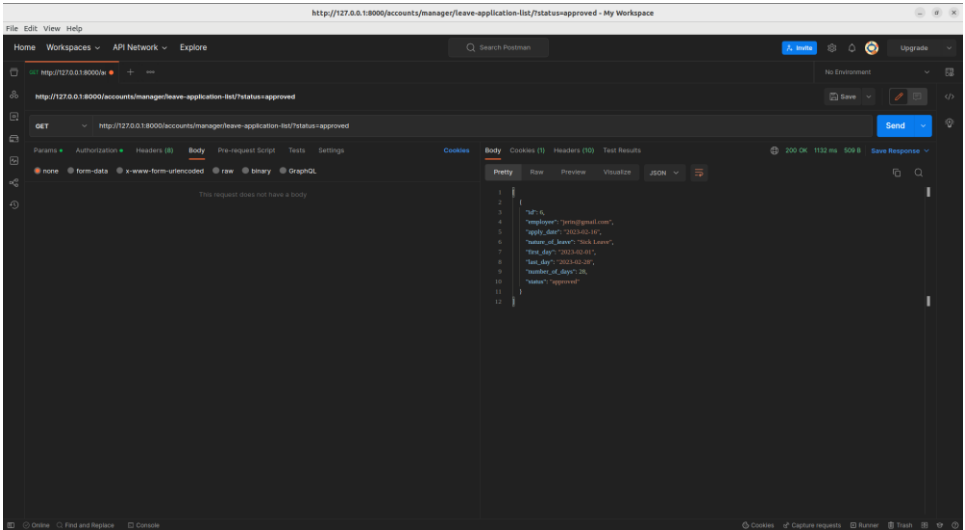 http://127.0.0.1:8000/accounts/manager/leave-application-list/?status=approved - My Workspace
File Edit View Help
Home Workspaces API Network Explore
Search Postman
Invite
Upgrade
GET http://127.0.0.1:8000/a
No Environment
http://127.0.0.1:8000/accounts/manager/leave-application-list/?status=approved
Save
GET http://127.0.0.1:8000/accounts/manager/leave-application-list/?status=approved
Send
Params Authorization Headers (8) Body Pre-request Script Tests Settings Cookies
none form-data x-www-form-urlencoded raw binary GraphQL
This request does not have a body
Body Cookies (1) Headers (10) Test Results
200 OK 1132 ms 509 B Save Response
Pretty Raw Preview Visualize JSON
1 [
2 {
3 "id": 6,
4 "employee": "jerin@gmail.com",
5 "apply_date": "2023-02-16",
6 "nature_of_leave": "Sick Leave",
7 "first_day": "2023-02-01",
8 "last_day": "2023-02-28",
9 "number_of_days": 28,
10 "status": "approved"
11 }
12 ]
Online Find and Replace Console
Cookies Capture requests Runner Trash